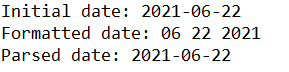 Initial date: 2021-06-22
Formatted date: 06 22 2021
Parsed date: 2021-06-22